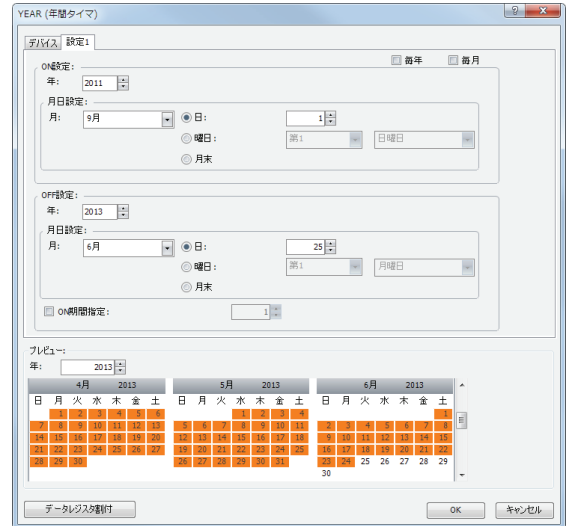 YEAR (年間タイマ)
デバイス 設定1
毎年 毎月
ON設定:
年: 2011
月日設定:
月: 9月 日: 1
曜日: 第1 日曜日
月末
OFF設定:
年: 2013
月日設定:
月: 6月 日: 25
曜日: 第1 月曜日
月末
ON期間指定: 1
プレビュー:
年: 2013
4月 2013 5月 2013 6月 2013
日 月 火 水 木 金 土 日 月 火 水 木 金 土 日 月 火 水 木 金 土
1 2 3 4 5 6 1 2 3 4 1
7 8 9 10 11 12 13 5 6 7 8 9 10 11 2 3 4 5 6 7 8
14 15 16 17 18 19 20 12 13 14 15 16 17 18 9 10 11 12 13 14 15
21 22 23 24 25 26 27 19 20 21 22 23 24 25 16 17 18 19 20 21 22
28 29 30 26 27 28 29 30 31 23 24 25 26 27 28 29
30
データレジスタ割付 OK キャンセル